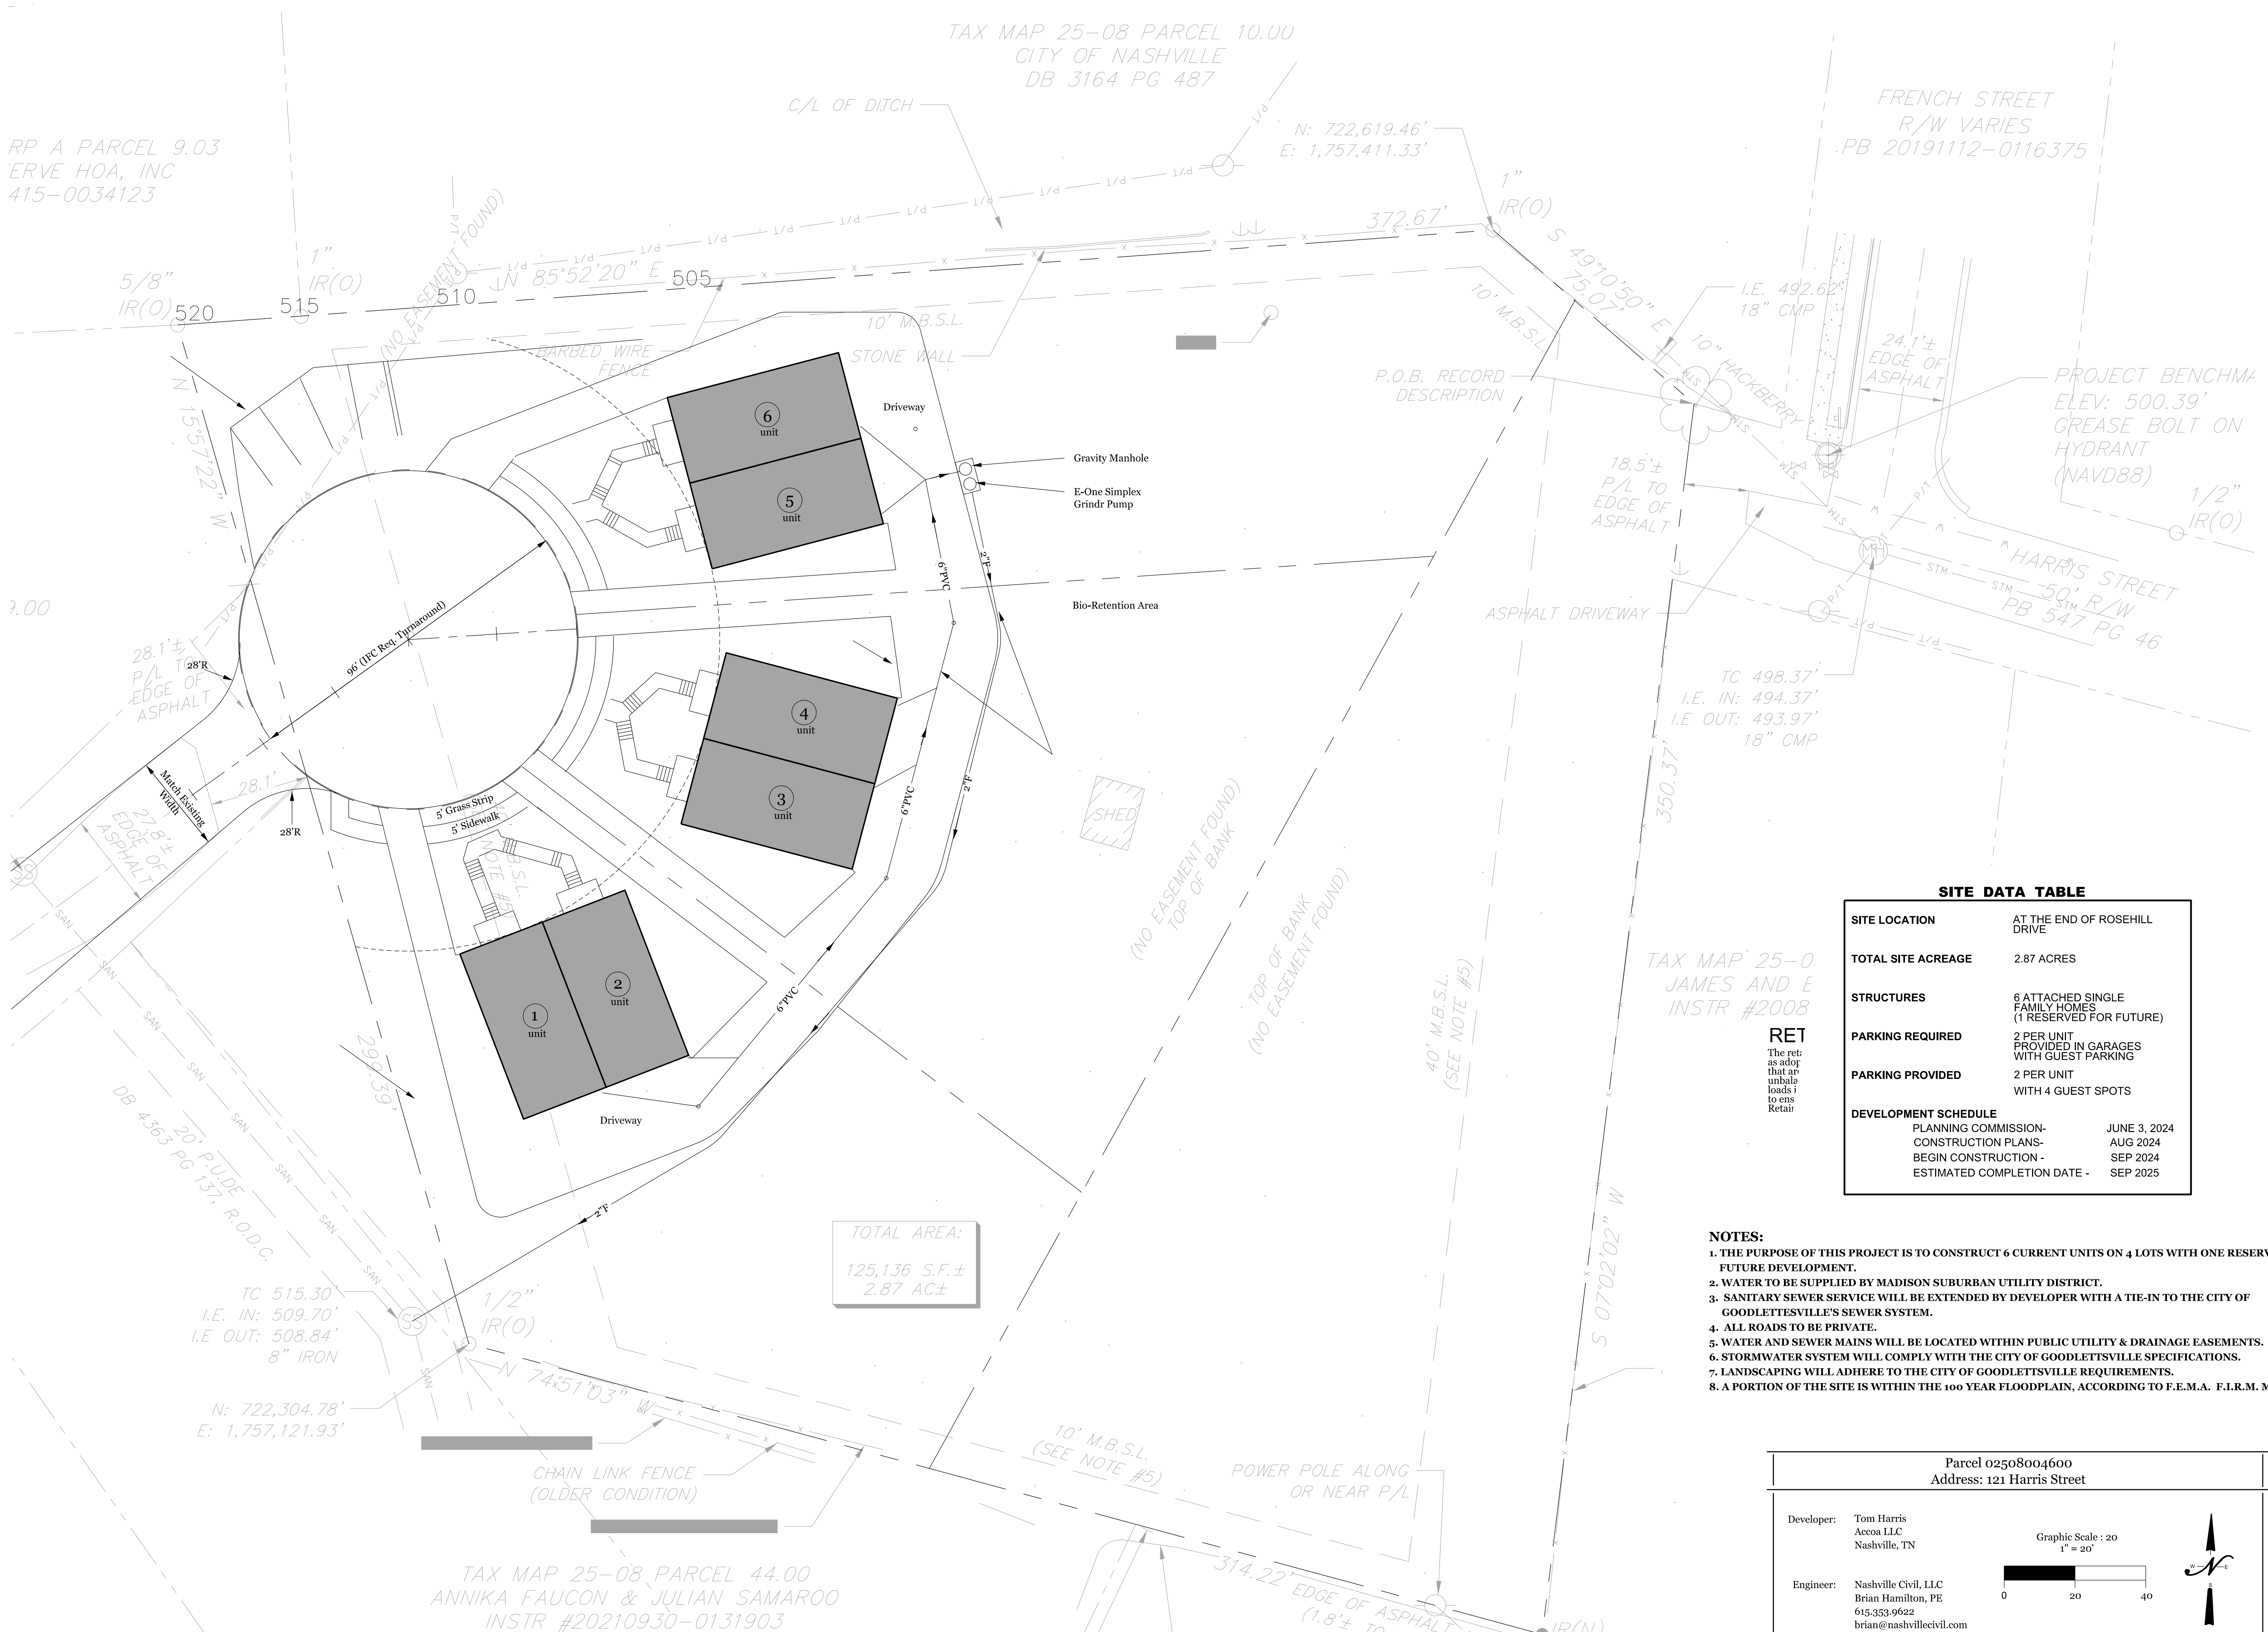 TAX MAP 25-08 PARCEL 10.00
CITY OF NASHVILLE
DB 3164 PG 487
C/L OF DITCH
N: 722,619.46'
E: 1,757,411.33'
FRENCH STREET
R/W VARIES
PB 20191112-0116375
RP A PARCEL 9.03
ERVE HOA, INC
415-0034123
1"
IR(O)
372.67'
S 49°10'50" E
75.07'
5/8"
IR(O)
1"
IR(O)
520
515
510
505
N 85°52'20" E
(NO EASEMENT FOUND)
10' M.B.S.L.
10' M.B.S.L.
BARBED WIRE
FENCE
STONE WALL
I.E. 492.62'
18" CMP
10" HACKBERRY
24.1'±
EDGE OF
ASPHALT
P.O.B. RECORD
DESCRIPTION
PROJECT BENCHMA
ELEV: 500.39'
GREASE BOLT ON
HYDRANT
(NAVD88)
1/2"
IR(O)
N 15°57'22" W
6
unit
5
unit
Driveway
Gravity Manhole
E-One Simplex
Grindr Pump
2"F
6"PVC
Bio-Retention Area
18.5'±
P/L TO
EDGE OF
ASPHALT
MH
HARRIS STREET
50' R/W
PB 547 PG 46
ASPHALT DRIVEWAY
TC 498.37'
I.E. IN: 494.37'
I.E OUT: 493.97'
18" CMP
9.00
96' (IFC Req. Turnaround)
28.1'±
P/L TO
EDGE OF
ASPHALT
28'R
28.1'
28'R
Match Existing
Width
27.8'±
EDGE OF
ASPHALT
5' Grass Strip
5' Sidewalk
4
unit
3
unit
6"PVC
2"F
SHED
(NO EASEMENT FOUND)
TOP OF BANK
TOP OF BANK
(NO EASEMENT FOUND)
350.37'
40' M.B.S.L.
(SEE NOTE #5)
S 07°02'02" W
TAX MAP 25-0
JAMES AND E
INSTR #2008
SS
SAN
2
unit
1
unit
6"PVC
Driveway
2"F
299.39'
20' P.U.DE
DB 4363 PG 137, R.O.D.C.
TOTAL AREA:
125,136 S.F.±
2.87 AC±
TC 515.30'
I.E. IN: 509.70'
I.E OUT: 508.84'
8" IRON
SS
1/2"
IR(O)
N 74°51'03" W
N: 722,304.78'
E: 1,757,121.93'
CHAIN LINK FENCE
(OLDER CONDITION)
10' M.B.S.L.
(SEE NOTE #5)
POWER POLE ALONG
OR NEAR P/L
314.22'
EDGE OF ASPHALT
IR(N)
TAX MAP 25-08 PARCEL 44.00
ANNIKA FAUCON & JULIAN SAMAROO
INSTR #20210930-0131903
RET
The reta
as adop
that are
unbala
loads i
to ens
Retai
SITE DATA TABLE
SITE LOCATION AT THE END OF ROSEHILL
DRIVE
TOTAL SITE ACREAGE 2.87 ACRES
STRUCTURES 6 ATTACHED SINGLE
FAMILY HOMES
(1 RESERVED FOR FUTURE)
PARKING REQUIRED 2 PER UNIT
PROVIDED IN GARAGES
WITH GUEST PARKING
PARKING PROVIDED 2 PER UNIT
WITH 4 GUEST SPOTS
DEVELOPMENT SCHEDULE
PLANNING COMMISSION- JUNE 3, 2024
CONSTRUCTION PLANS- AUG 2024
BEGIN CONSTRUCTION - SEP 2024
ESTIMATED COMPLETION DATE - SEP 2025
NOTES:
1. THE PURPOSE OF THIS PROJECT IS TO CONSTRUCT 6 CURRENT UNITS ON 4 LOTS WITH ONE RESERV
FUTURE DEVELOPMENT.
2. WATER TO BE SUPPLIED BY MADISON SUBURBAN UTILITY DISTRICT.
3. SANITARY SEWER SERVICE WILL BE EXTENDED BY DEVELOPER WITH A TIE-IN TO THE CITY OF
GOODLETTESVILLE'S SEWER SYSTEM.
4. ALL ROADS TO BE PRIVATE.
5. WATER AND SEWER MAINS WILL BE LOCATED WITHIN PUBLIC UTILITY & DRAINAGE EASEMENTS.
6. STORMWATER SYSTEM WILL COMPLY WITH THE CITY OF GOODLETTSVILLE SPECIFICATIONS.
7. LANDSCAPING WILL ADHERE TO THE CITY OF GOODLETTSVILLE REQUIREMENTS.
8. A PORTION OF THE SITE IS WITHIN THE 100 YEAR FLOODPLAIN, ACCORDING TO F.E.M.A. F.I.R.M. M
Parcel 02508004600
Address: 121 Harris Street
Developer: Tom Harris
Accoa LLC
Nashville, TN
Engineer: Nashville Civil, LLC
Brian Hamilton, PE
615.353.9622
brian@nashvillecivil.com
Graphic Scale : 20
1" = 20'
0 20 40
W N E
S